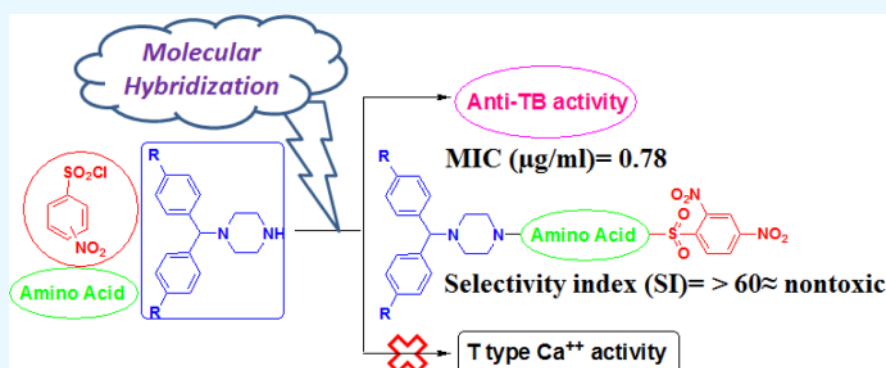 Molecular
Hybridization
Anti-TB activity
MIC (µg/ml)= 0.78
SO₂Cl
NO₂
Amino Acid
R
N
NH
R
R
N
N
R
Amino Acid
O
S
O
NO₂
NO₂
Selectivity index (SI)= > 60≈ nontoxic
T type Ca⁺⁺ activity